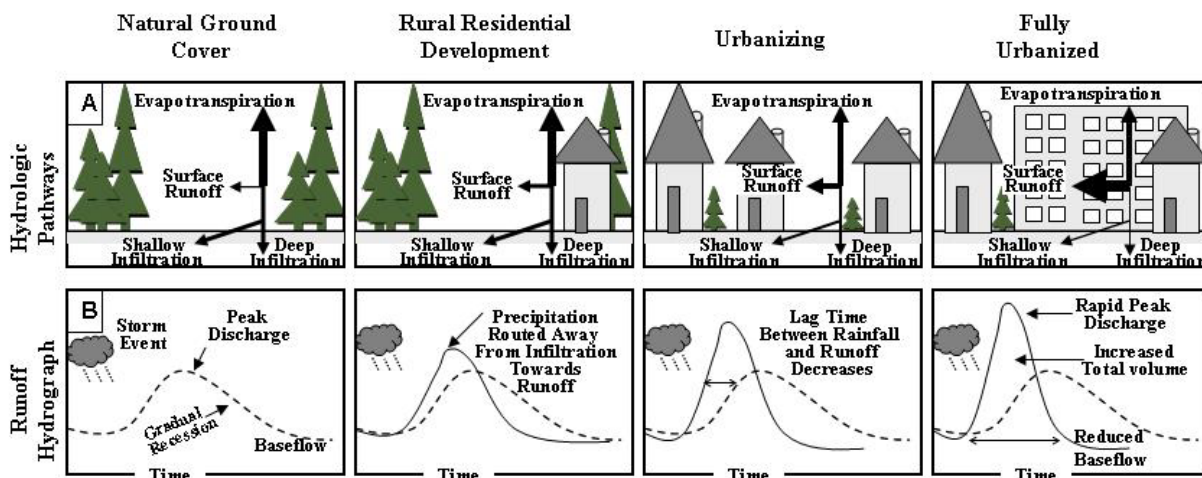 Natural Ground
Cover
Rural Residential
Development
Urbanizing
Fully
Urbanized
Hydrologic
Pathways
A
Evapotranspiration
Surface
Runoff
Shallow
Infiltration
Deep
Infiltration
Evapotranspiration
Surface
Runoff
Shallow
Infiltration
Deep
Infiltration
Evapotranspiration
Surface
Runoff
Shallow
Infiltration
Deep
Infiltration
Evapotranspiration
Surface
Runoff
Shallow
Infiltration
Deep
Infiltration
Runoff
Hydrograph
B
Storm
Event
Peak
Discharge
Gradual
Recession
Baseflow
Time
Precipitation
Routed Away
From Infiltration
Towards
Runoff
Time
Lag Time
Between Rainfall
and Runoff
Decreases
Time
Rapid Peak
Discharge
Increased
Total volume
Reduced
Baseflow
Time